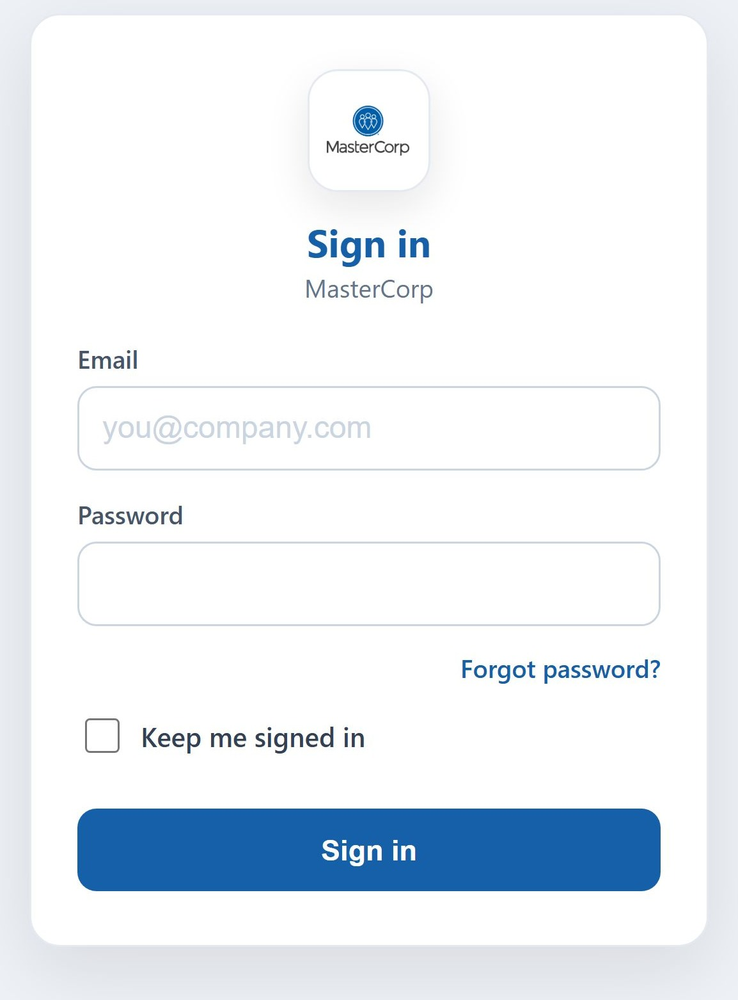 MasterCorp
Sign in
MasterCorp
Email
you@company.com
Password
Forgot password?
Keep me signed in
Sign in